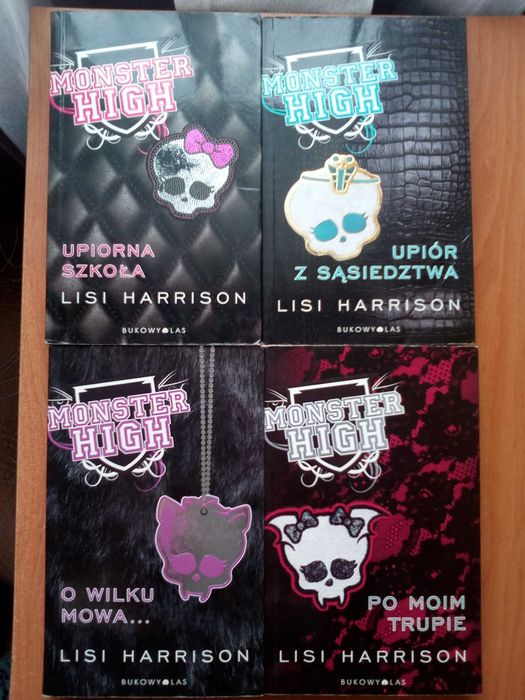 MONSTER
HIGH
UPIORNA
SZKOŁA
LISI HARRISON
BUKOWY LAS
MONSTER
HIGH
UPIÓR
Z SĄSIEDZTWA
LISI HARRISON
BUKOWY LAS
MONSTER
HIGH
O WILKU
MOWA...
LISI HARRISON
BUKOWY LAS
MONSTER
HIGH
PO MOIM
TRUPIE
LISI HARRISON
BUKOWY LAS